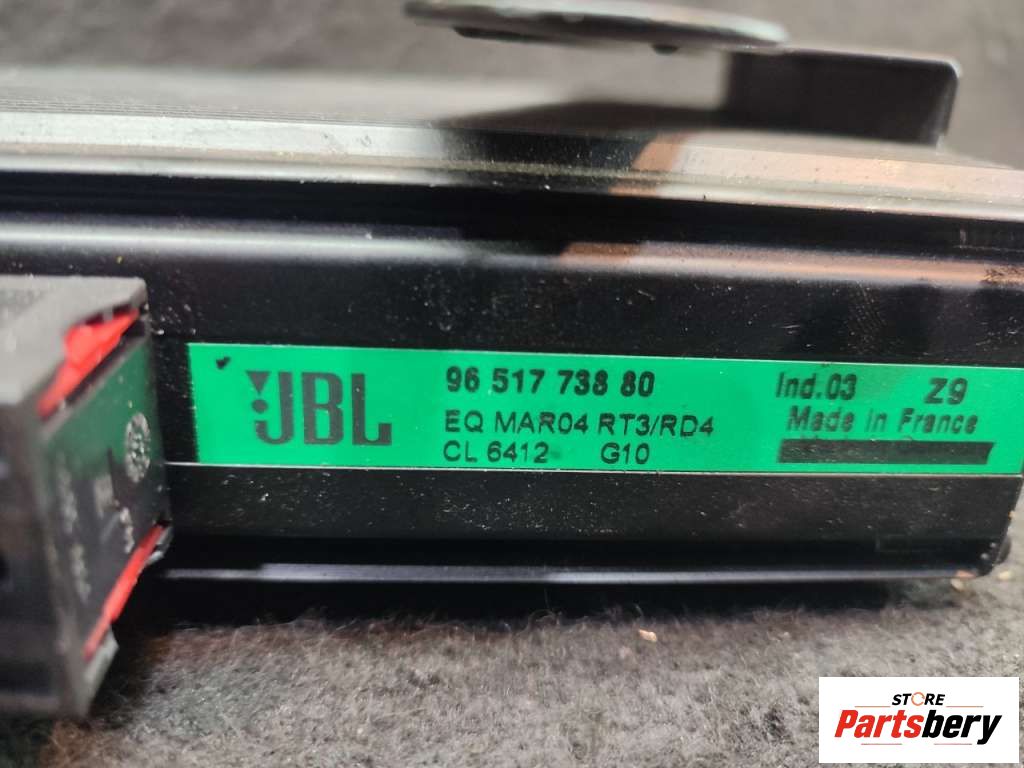 JBL
96 517 738 80
EQ MAR04 RT3/RD4
CL 6412 G10
Ind.03 Z9
Made in France
STORE
Partsbery